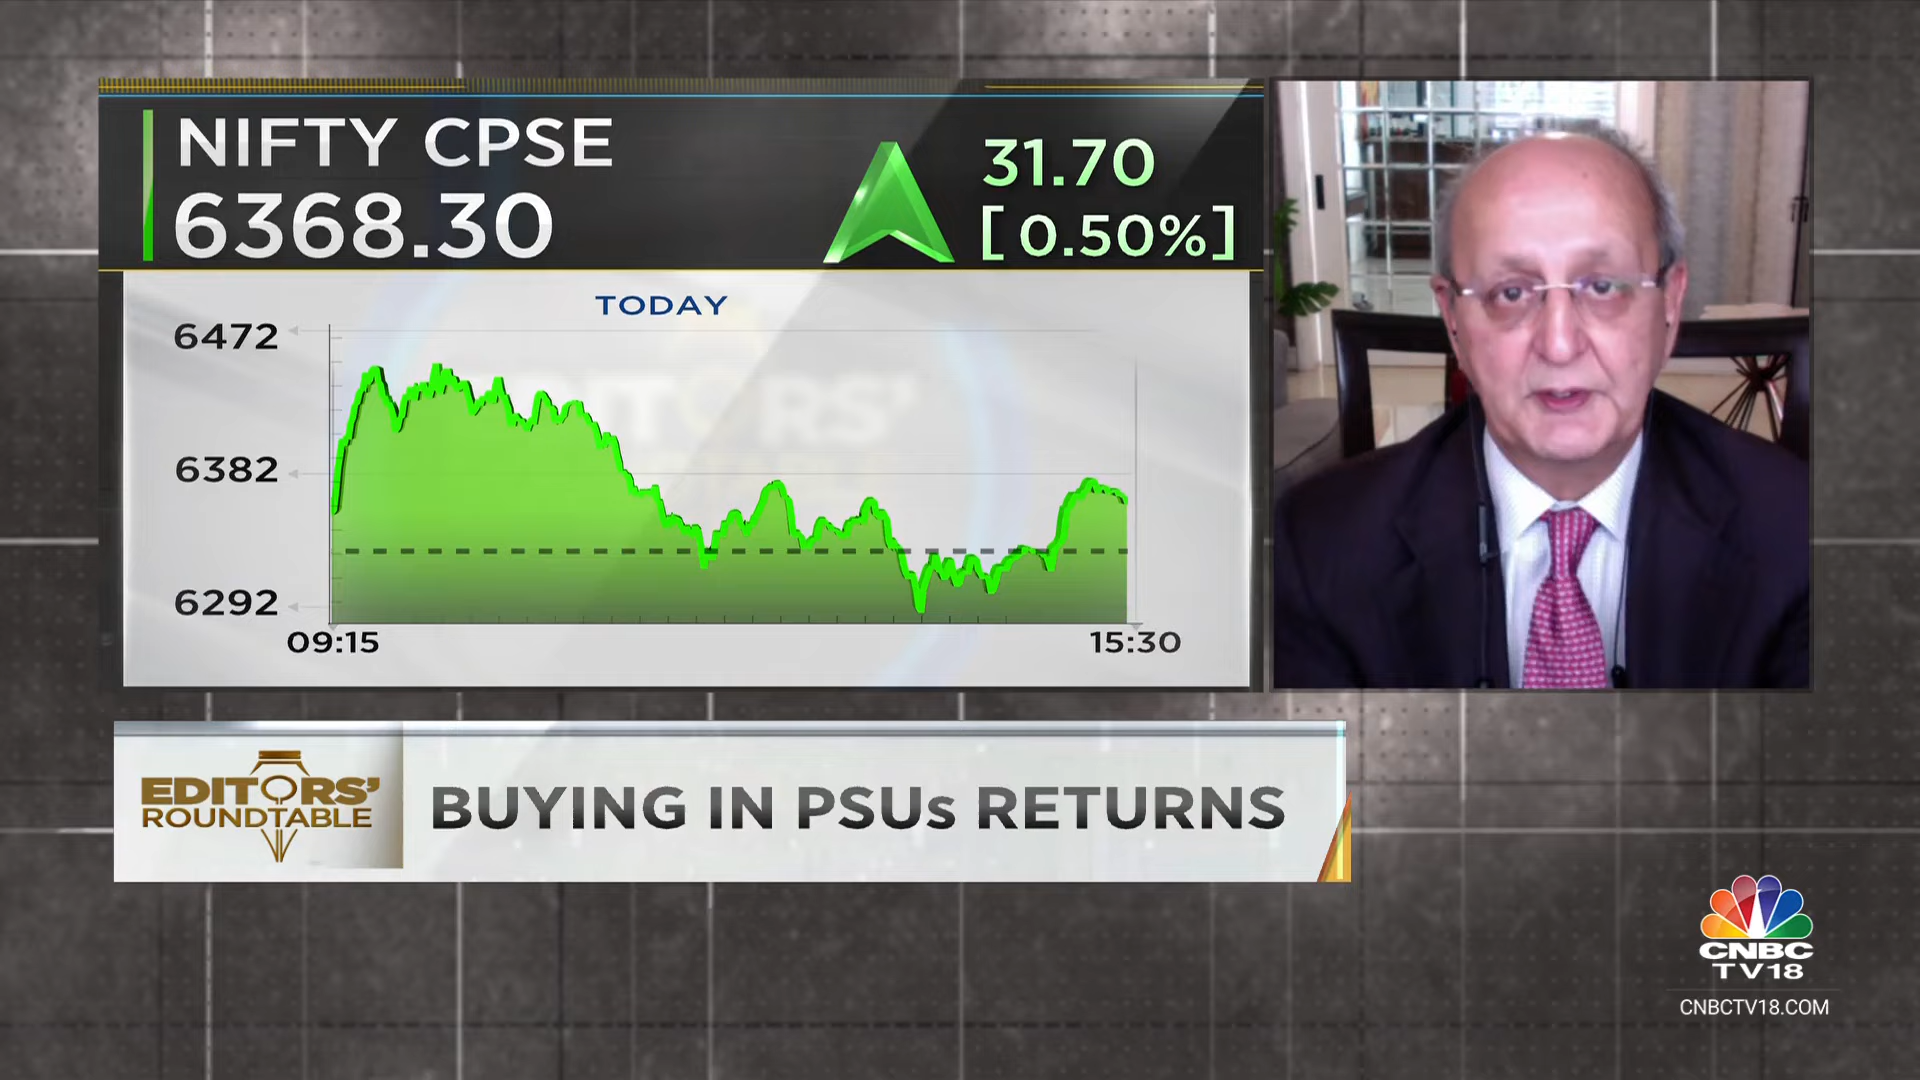 NIFTY CPSE
6368.30
31.70
[ 0.50%]
TODAY
6472
6382
6292
09:15
15:30
EDITORS'
ROUNDTABLE
BUYING IN PSUs RETURNS
CNBC
TV18
CNBCTV18.COM